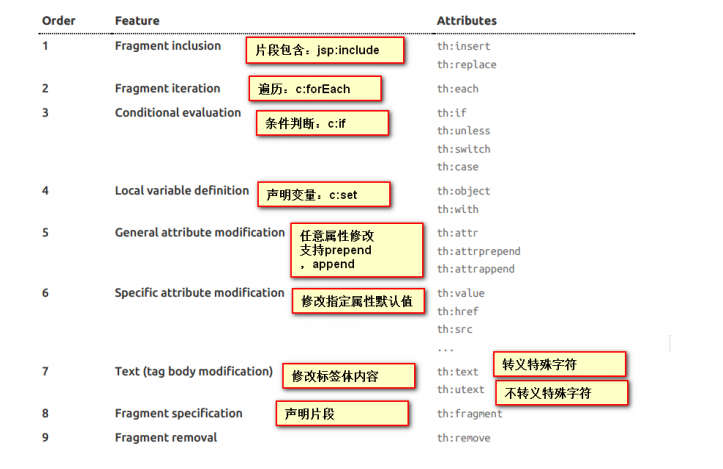 Order Feature Attributes
1 Fragment inclusion 片段包含：jsp:include th:insert
th:replace
2 Fragment iteration 遍历：c:forEach th:each
3 Conditional evaluation 条件判断：c:if th:if
th:unless
th:switch
th:case
4 Local variable definition 声明变量：c:set th:object
th:with
5 General attribute modification 任意属性修改 th:attr
支持prepend th:attrprepend
，append th:attrappend
6 Specific attribute modification 修改指定属性默认值 th:value
th:href
th:src
...
7 Text (tag body modification) 修改标签体内容 th:text 转义特殊字符
th:utext 不转义特殊字符
8 Fragment specification 声明片段 th:fragment
9 Fragment removal th:remove